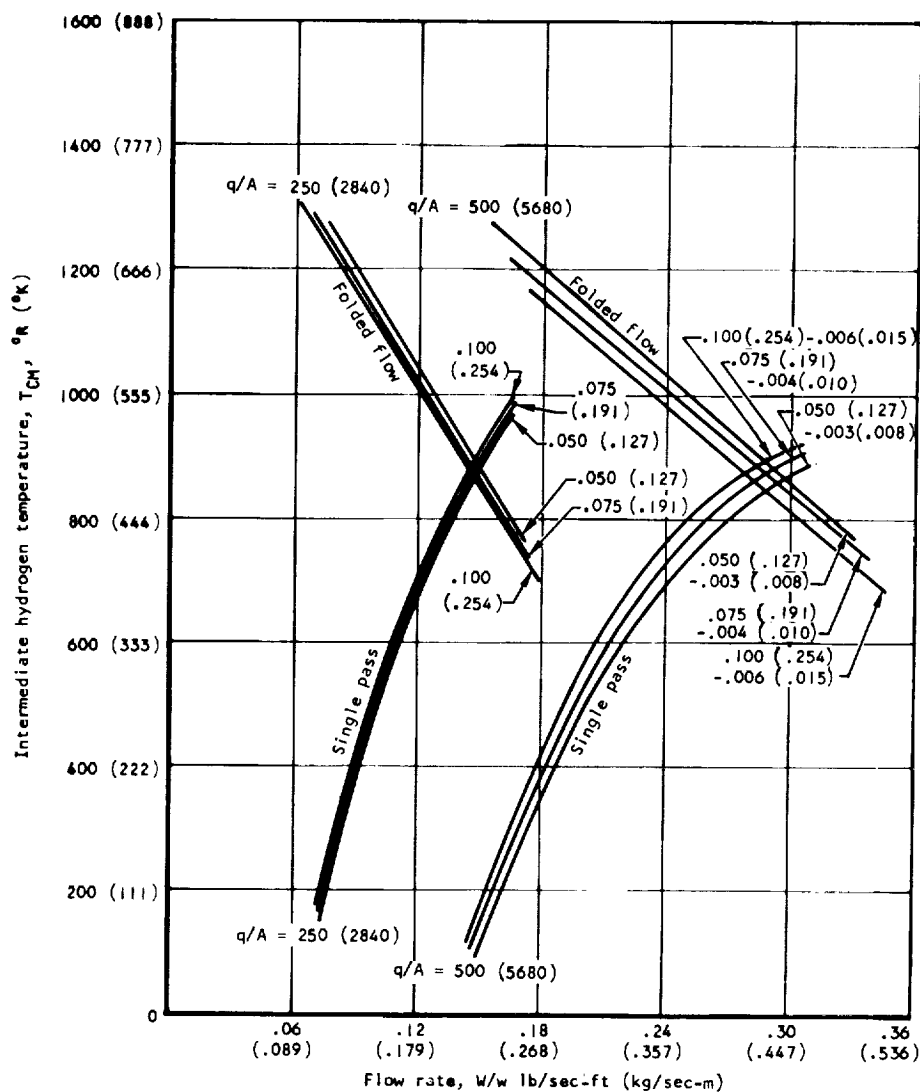 1600 (888)
1400 (777)
1200 (666)
1000 (555)
800 (444)
600 (333)
400 (222)
200 (111)
0
Intermediate hydrogen temperature, T_CM, °R (°K)
q/A = 250 (2840)
q/A = 500 (5680)
Folded flow
Folded flow
.100
(.254)
.075
(.191)
.050 (.127)
.050 (.127)
.075 (.191)
.100
(.254)
.100(.254)-.006(.015)
.075 (.191)
-.004(.010)
.050 (.127)
-.003(.008)
.050 (.127)
-.003 (.008)
.075 (.191)
-.004 (.010)
.100 (.254)
-.006 (.015)
Single pass
Single pass
q/A = 250 (2840)
q/A = 500 (5680)
.06 .12 .18 .24 .30 .36
(.089) (.179) (.268) (.357) (.447) (.536)
Flow rate, W/w lb/sec-ft (kg/sec-m)